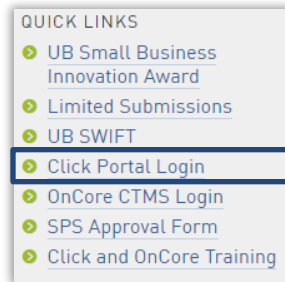 QUICK LINKS
UB Small Business
Innovation Award
Limited Submissions
UB SWIFT
Click Portal Login
OnCore CTMS Login
SPS Approval Form
Click and OnCore Training